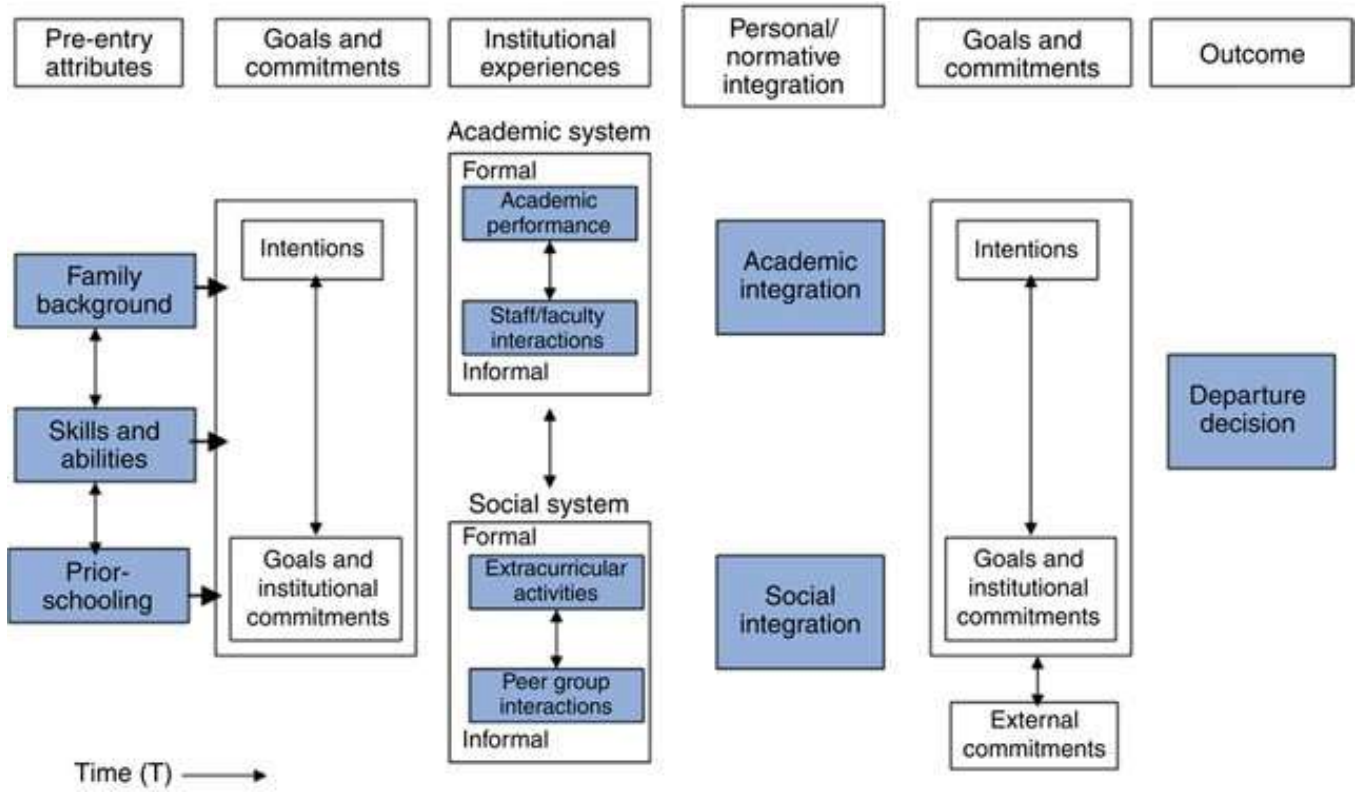 Pre-entry
attributes
Goals and
commitments
Institutional
experiences
Personal/
normative
integration
Goals and
commitments
Outcome
Family
background
Skills and
abilities
Prior-
schooling
Intentions
Goals and
institutional
commitments
Academic system
Formal
Academic
performance
Staff/faculty
interactions
Informal
Social system
Formal
Extracurricular
activities
Peer group
interactions
Informal
Academic
integration
Social
integration
Intentions
Goals and
institutional
commitments
External
commitments
Departure
decision
Time (T)